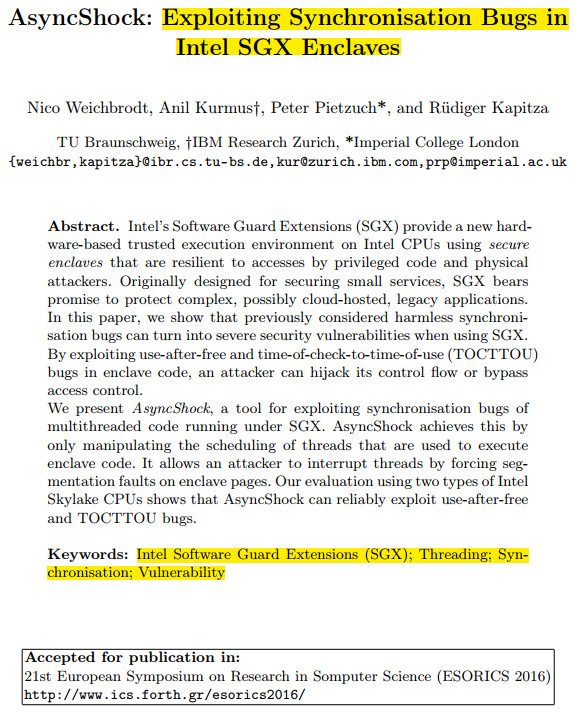 AsyncShock: Exploiting Synchronisation Bugs in
Intel SGX Enclaves
Nico Weichbrodt, Anil Kurmus†, Peter Pietzuch*, and Rüdiger Kapitza
TU Braunschweig, †IBM Research Zurich, *Imperial College London
{weichbr,kapitza}@ibr.cs.tu-bs.de,kur@zurich.ibm.com,prp@imperial.ac.uk
Abstract. Intel's Software Guard Extensions (SGX) provide a new hard-
ware-based trusted execution environment on Intel CPUs using secure
enclaves that are resilient to accesses by privileged code and physical
attackers. Originally designed for securing small services, SGX bears
promise to protect complex, possibly cloud-hosted, legacy applications.
In this paper, we show that previously considered harmless synchroni-
sation bugs can turn into severe security vulnerabilities when using SGX.
By exploiting use-after-free and time-of-check-to-time-of-use (TOCTTOU)
bugs in enclave code, an attacker can hijack its control flow or bypass
access control.
We present AsyncShock, a tool for exploiting synchronisation bugs of
multithreaded code running under SGX. AsyncShock achieves this by
only manipulating the scheduling of threads that are used to execute
enclave code. It allows an attacker to interrupt threads by forcing seg-
mentation faults on enclave pages. Our evaluation using two types of Intel
Skylake CPUs shows that AsyncShock can reliably exploit use-after-free
and TOCTTOU bugs.
Keywords: Intel Software Guard Extensions (SGX); Threading; Syn-
chronisation; Vulnerability
Accepted for publication in:
21st European Symposium on Research in Somputer Science (ESORICS 2016)
http://www.ics.forth.gr/esorics2016/